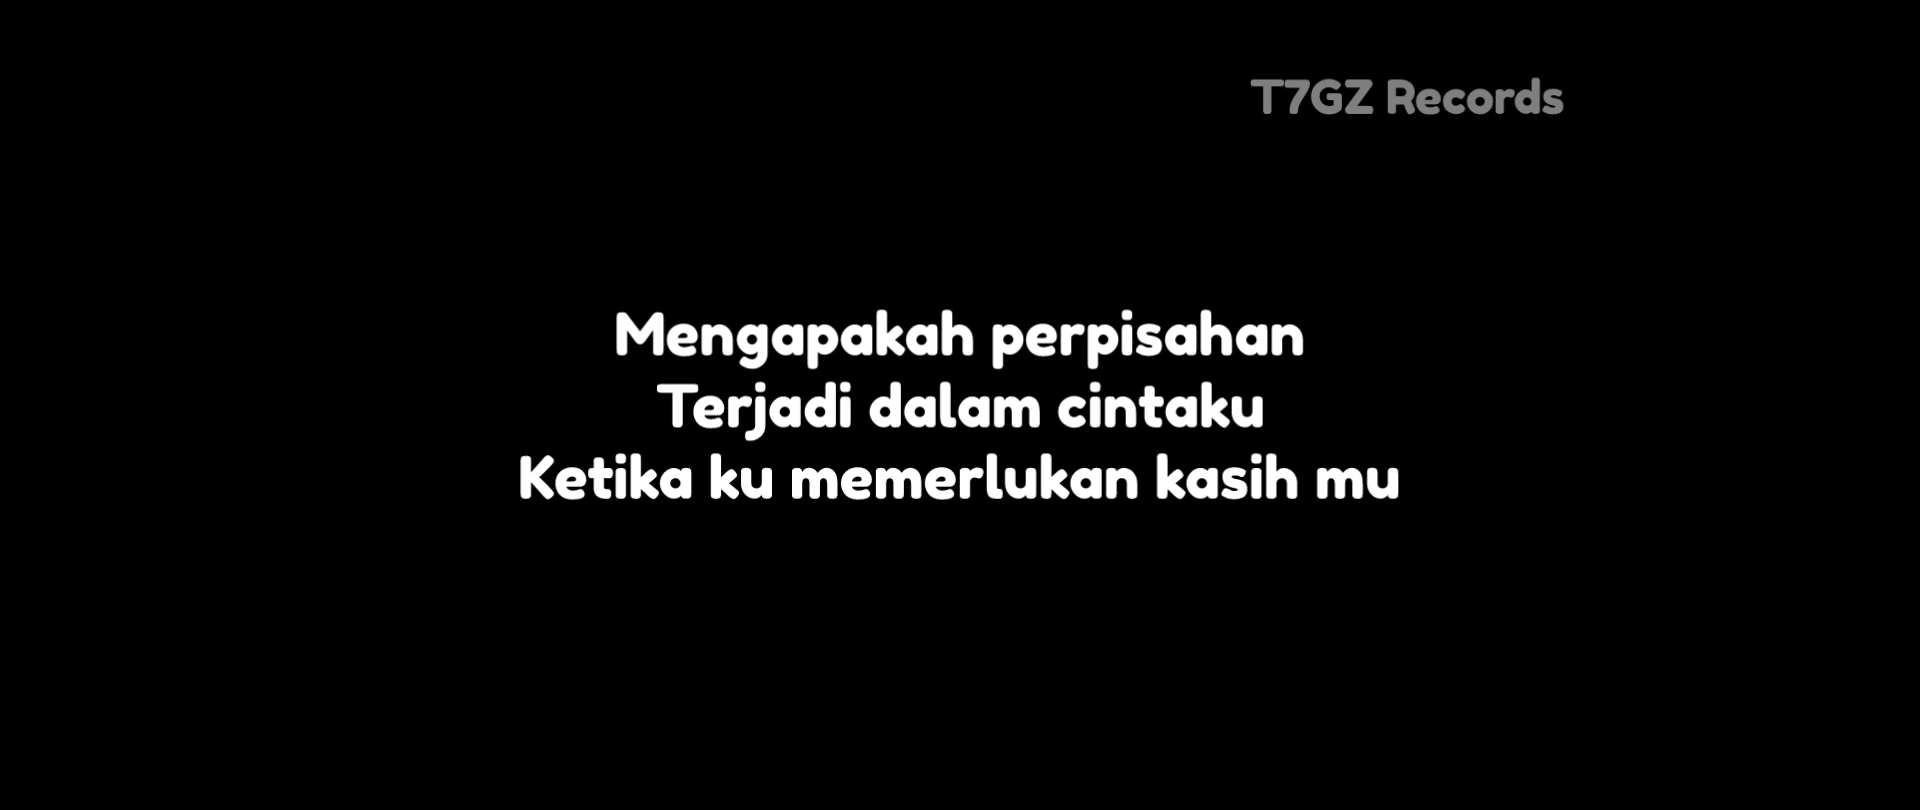 T7GZ Records
Mengapakah perpisahan
Terjadi dalam cintaku
Ketika ku memerlukan kasih mu